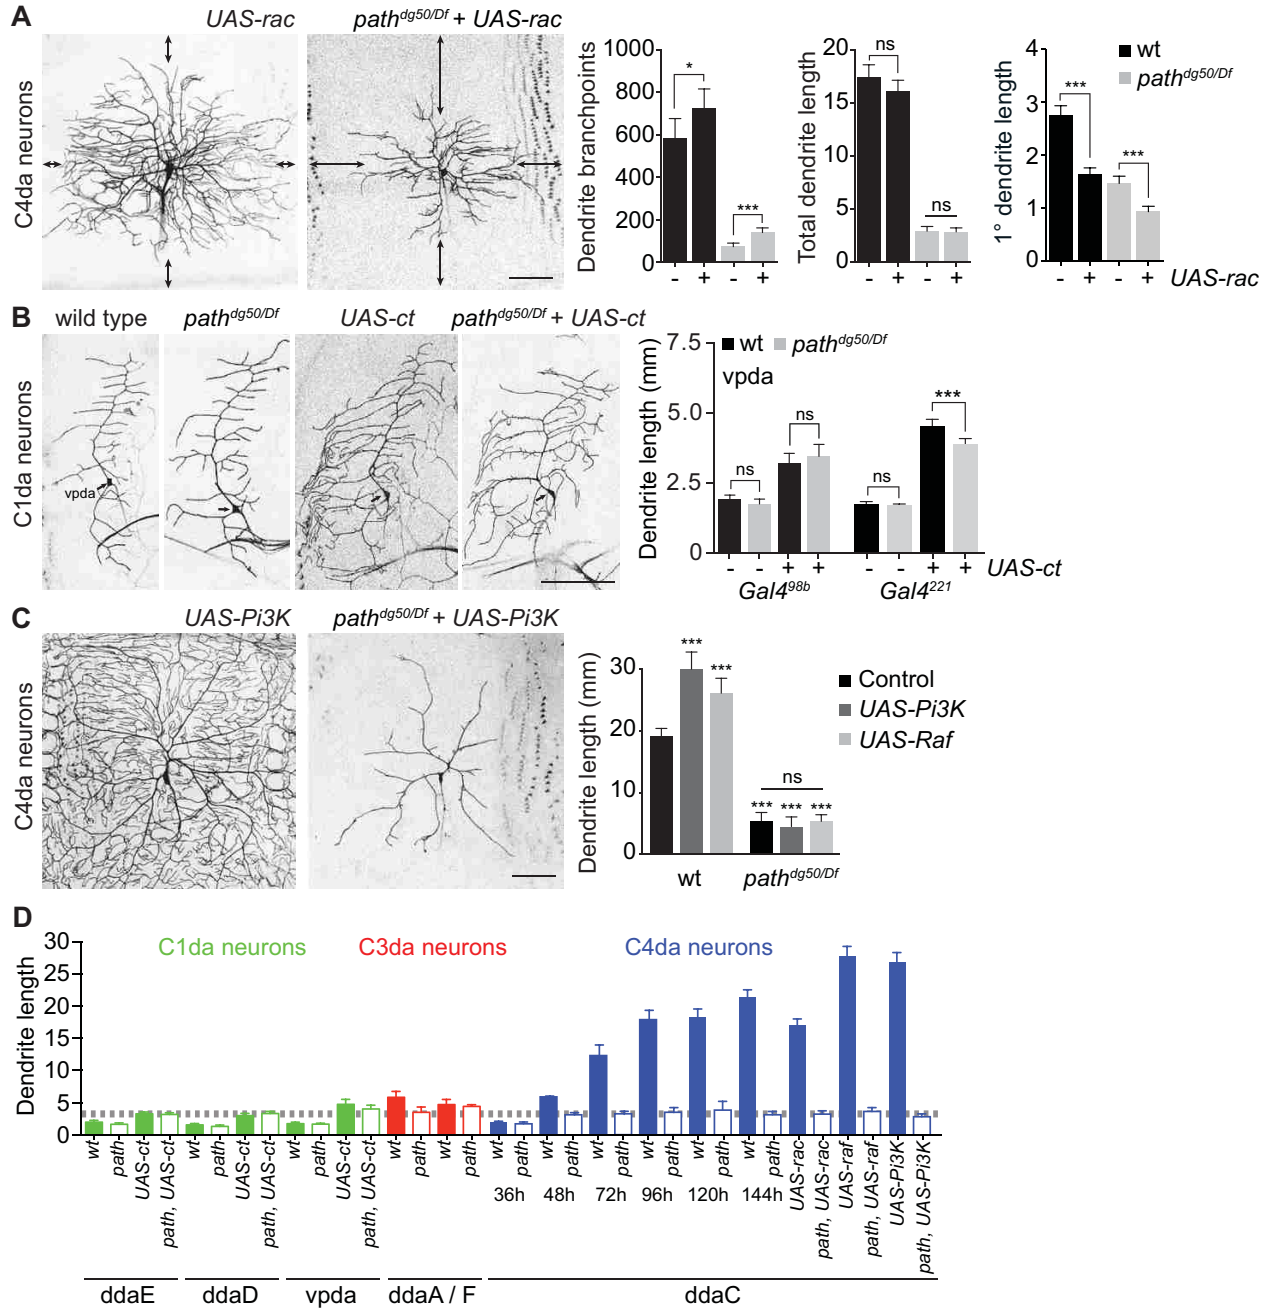 A
UAS-rac
path^dg50/Df + UAS-rac
C4da neurons
Dendrite branchpoints
1000
800
600
400
200
0
*
***
- + - +
Total dendrite length
20
15
10
5
0
ns
ns
- + - +
1° dendrite length
4
3
2
1
0
***
***
wt
path^dg50/Df
- + - + UAS-rac
B
wild type
path^dg50/Df
UAS-ct
path^dg50/Df + UAS-ct
C1da neurons
vpda
Dendrite length (mm)
7.5
5.0
2.5
0
wt path^dg50/Df
vpda
ns
ns
ns
***
- - + + - - + + UAS-ct
Gal4^98b Gal4^221
C
UAS-Pi3K
path^dg50/Df + UAS-Pi3K
C4da neurons
Dendrite length (mm)
30
20
10
0
***
***
ns
*** *** ***
wt path^dg50/Df
Control
UAS-Pi3K
UAS-Raf
D
C1da neurons C3da neurons C4da neurons
Dendrite length
30
25
20
15
10
5
0
wt path UAS-ct path, UAS-ct wt path UAS-ct path, UAS-ct wt path UAS-ct path, UAS-ct wt path wt path wt path wt path wt path wt path wt path wt path UAS-rac path, UAS-rac UAS-raf path, UAS-raf UAS-Pi3K path, UAS-Pi3K
36h 48h 72h 96h 120h 144h
ddaE ddaD vpda ddaA / F ddaC